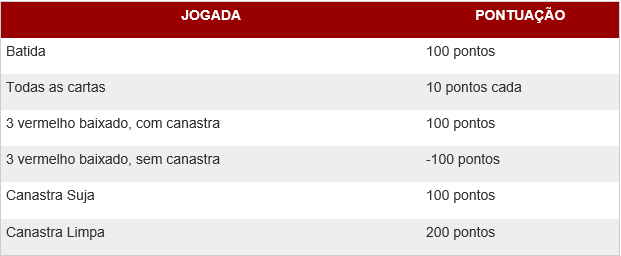 JOGADA PONTUAÇÃO
Batida 100 pontos
Todas as cartas 10 pontos cada
3 vermelho baixado, com canastra 100 pontos
3 vermelho baixado, sem canastra -100 pontos
Canastra Suja 100 pontos
Canastra Limpa 200 pontos